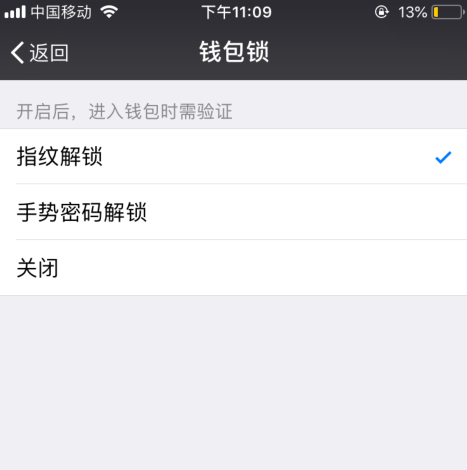 中国移动 下午11:09 13%
返回 钱包锁
开启后，进入钱包时需验证
指纹解锁
手势密码解锁
关闭